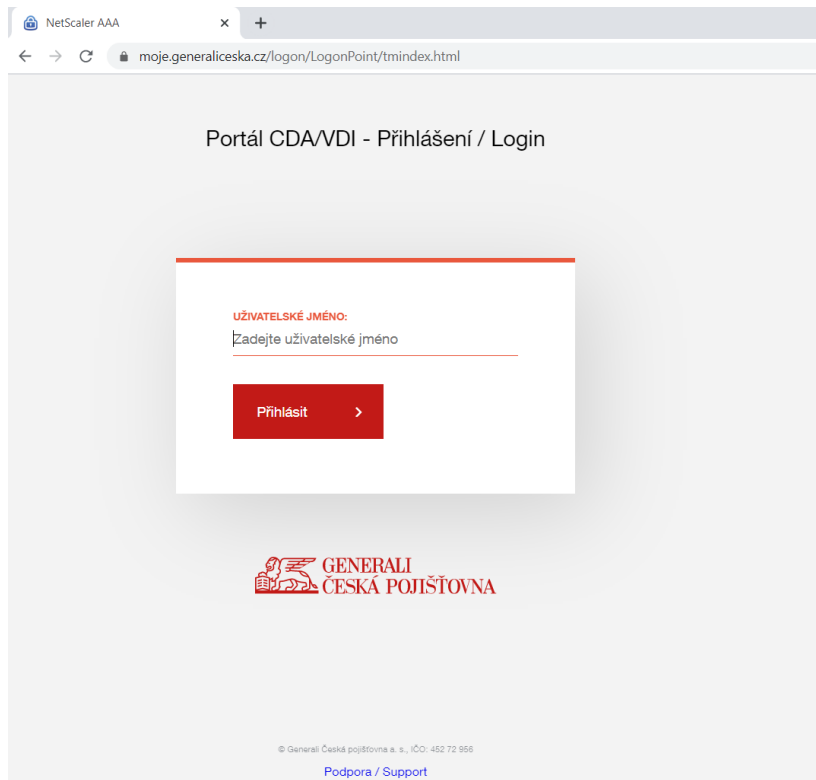 NetScaler AAA
moje.generaliceska.cz/logon/LogonPoint/tmindex.html
Portál CDA/VDI - Přihlášení / Login
UŽIVATELSKÉ JMÉNO:
Zadejte uživatelské jméno
Přihlásit
GENERALI
ČESKÁ POJIŠŤOVNA
© Generali Česká pojišťovna a. s., IČO: 452 72 956
Podpora / Support